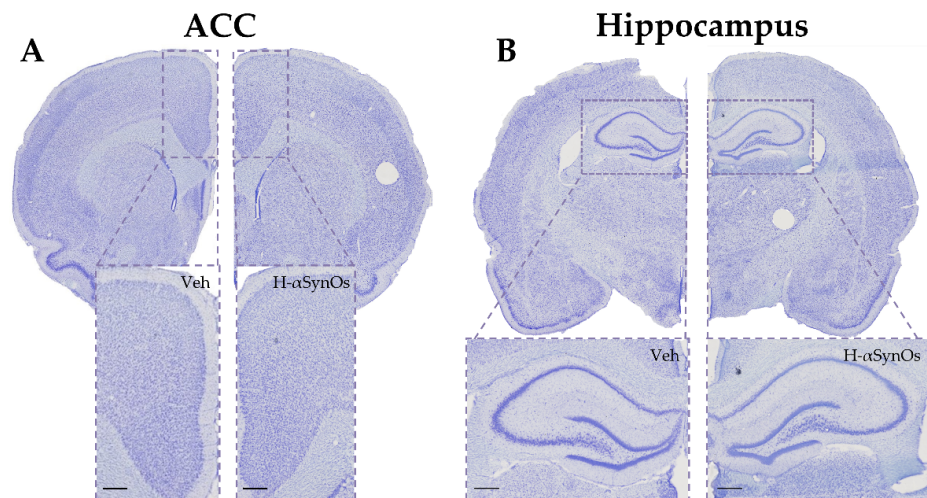 ACC
Hippocampus
A
B
Veh
H-αSynOs
Veh
H-αSynOs